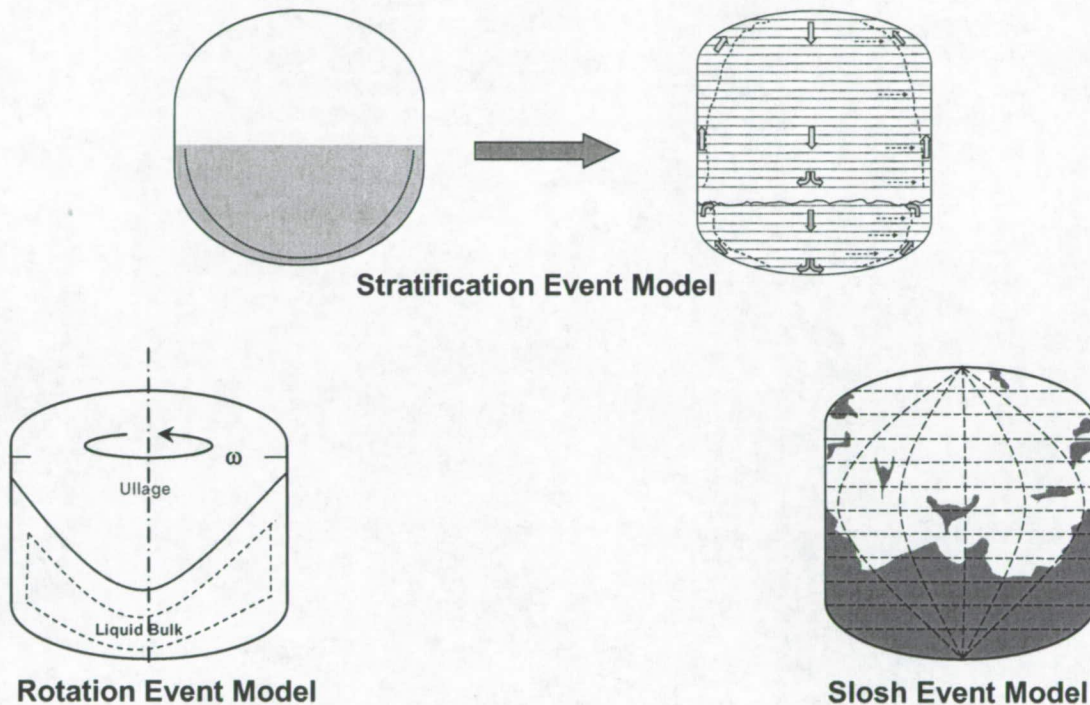 Stratification Event Model
ω
Ullage
Liquid Bulk
Rotation Event Model
Slosh Event Model